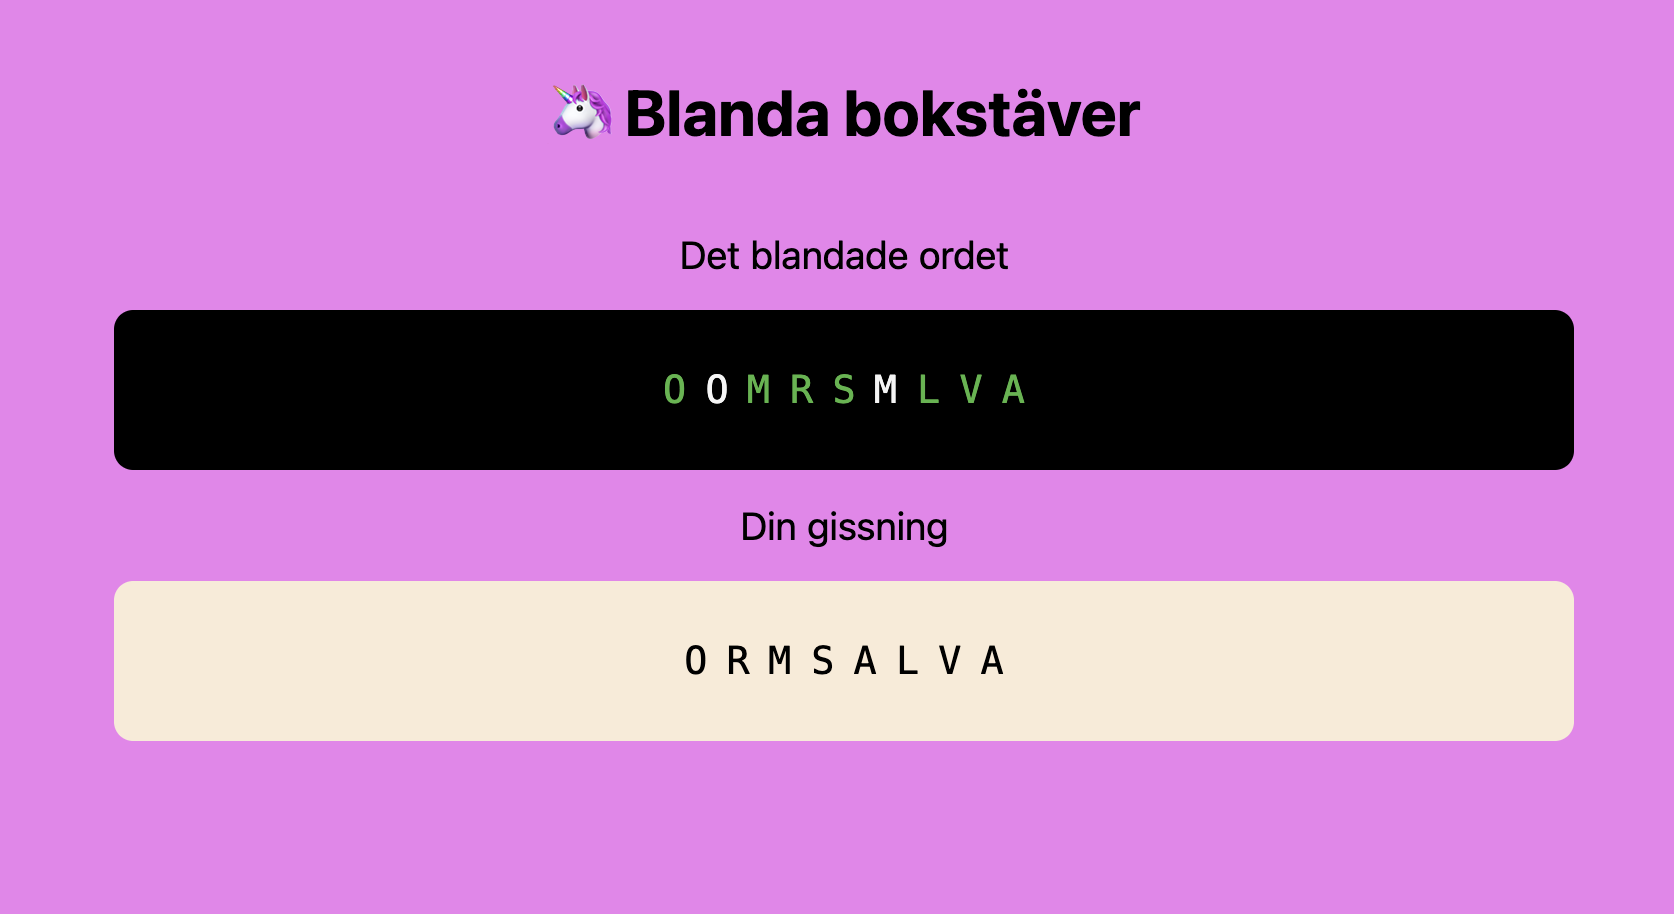 🦄 Blanda bokstäver
Det blandade ordet
O O M R S M L V A
Din gissning
O R M S A L V A